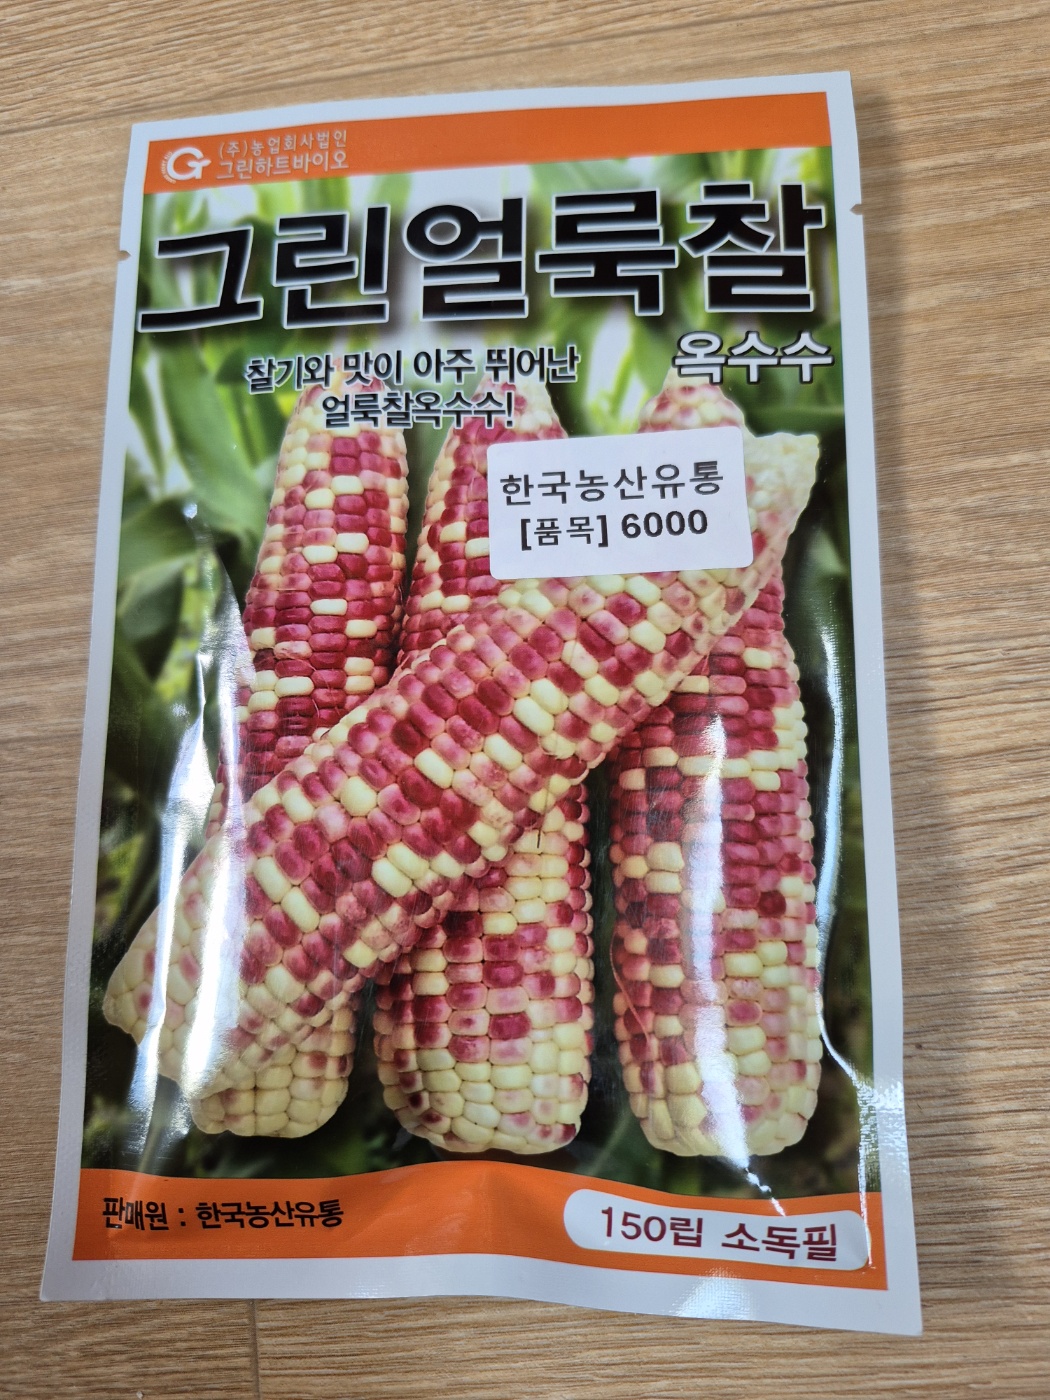 (주)농업회사법인
그린하트바이오
그린얼룩찰
옥수수
찰기와 맛이 아주 뛰어난
얼룩찰옥수수!
한국농산유통
[품목] 6000
판매원 : 한국농산유통
150립 소독필